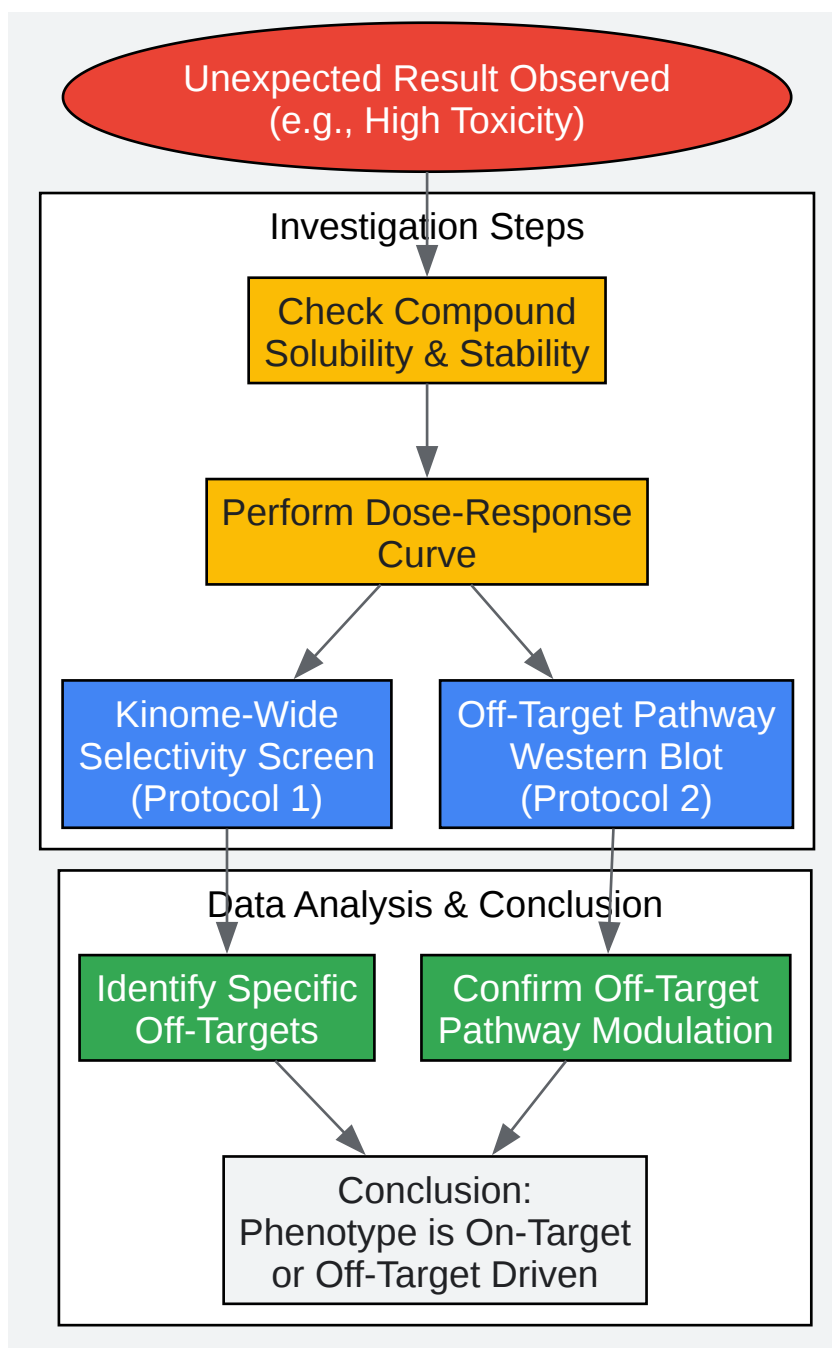 Unexpected Result Observed
(e.g., High Toxicity)
Investigation Steps
Check Compound
Solubility & Stability
Perform Dose-Response
Curve
Kinome-Wide
Selectivity Screen
(Protocol 1)
Off-Target Pathway
Western Blot
(Protocol 2)
Data Analysis & Conclusion
Identify Specific
Off-Targets
Confirm Off-Target
Pathway Modulation
Conclusion:
Phenotype is On-Target
or Off-Target Driven